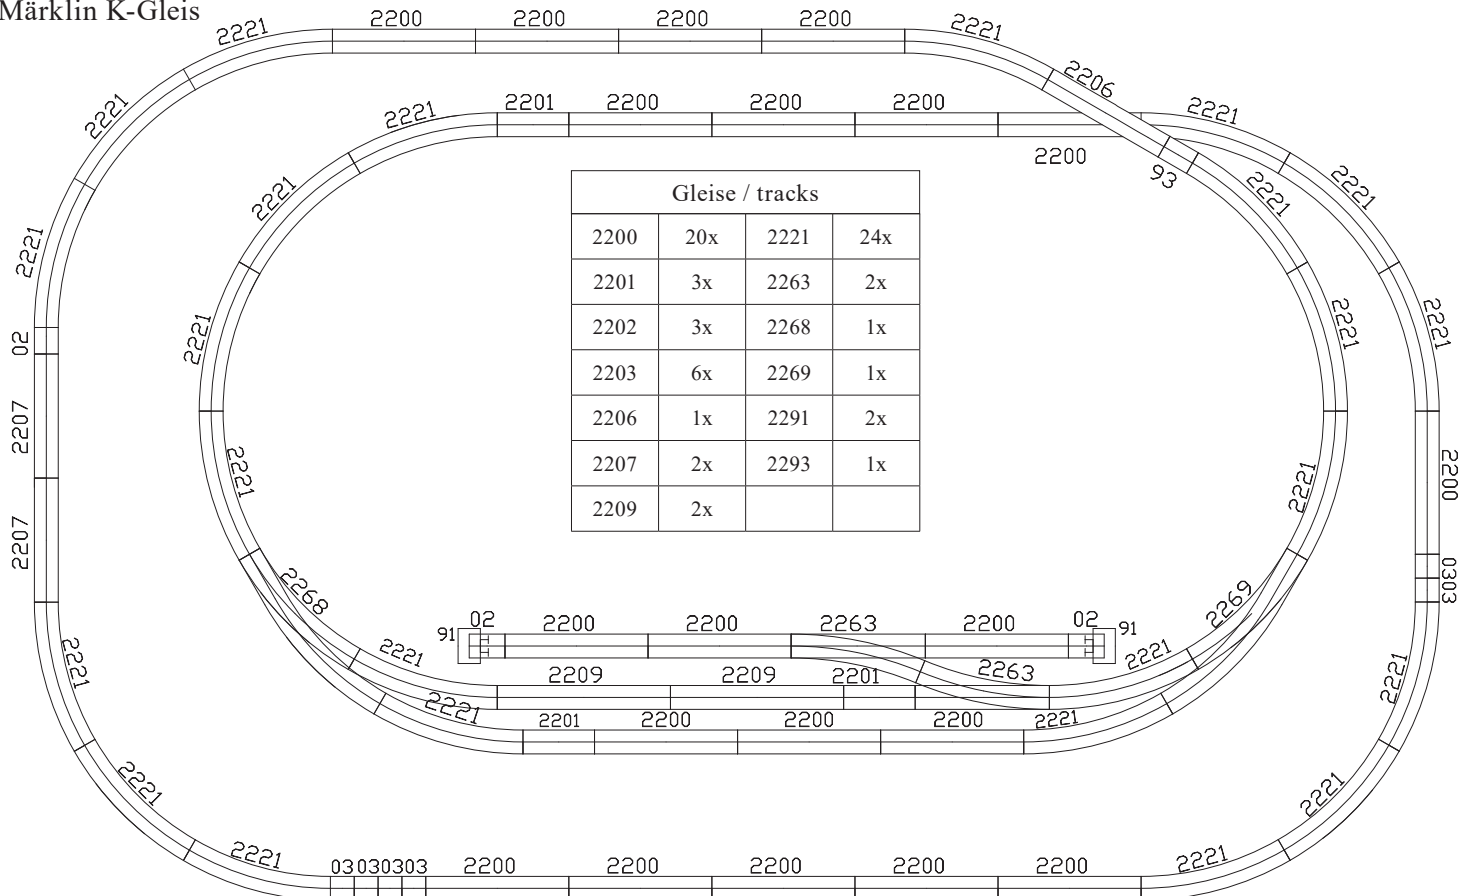 Märklin K-Gleis
2200 2200 2200 2200
2221 2221
2206
2221 2201 2200 2200 2200 2221
2221 2200 93 2221 2221
2221
Gleise / tracks
2200 20x 2221 24x
2201 3x 2263 2x
2202 3x 2268 1x
2203 6x 2269 1x
2206 1x 2291 2x
2207 2x 2293 1x
2209 2x
2221 2221 2221 2221
02
2207 2221 2221 2200
2207 0303
2268 2269
91 02 2200 2200 2263 2200 02 91
2221 2221 2221 2221
2209 2209 2201 2263
2221 2201 2200 2200 2200 2221
2221 2221
2221 03030303 2200 2200 2200 2200 2200 2221